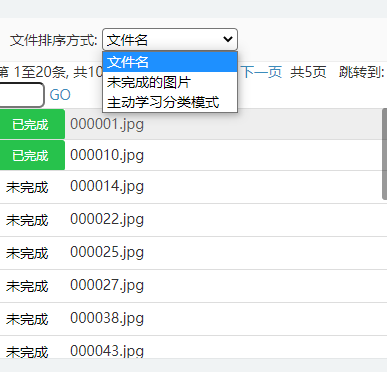 文件排序方式: 文件名
文件名
未完成的图片
主动学习分类模式
第 1至20条, 共10
下一页 共5页 跳转到:
GO
已完成 000001.jpg
已完成 000010.jpg
未完成 000014.jpg
未完成 000022.jpg
未完成 000025.jpg
未完成 000027.jpg
未完成 000038.jpg
未完成 000043.jpg